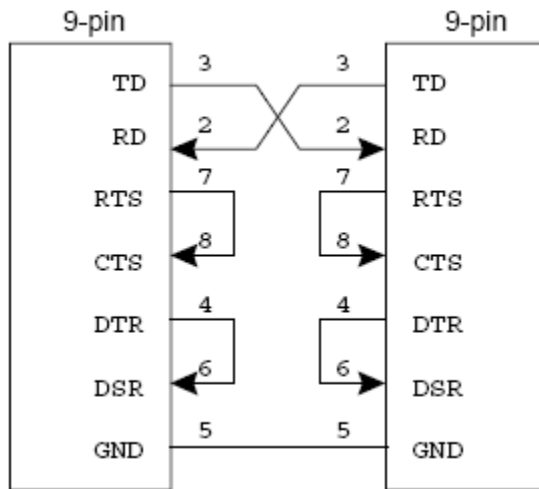 9-pin 9-pin
TD 3 3 TD
RD 2 2 RD
RTS 7 7 RTS
CTS 8 8 CTS
DTR 4 4 DTR
DSR 6 6 DSR
GND 5 5 GND